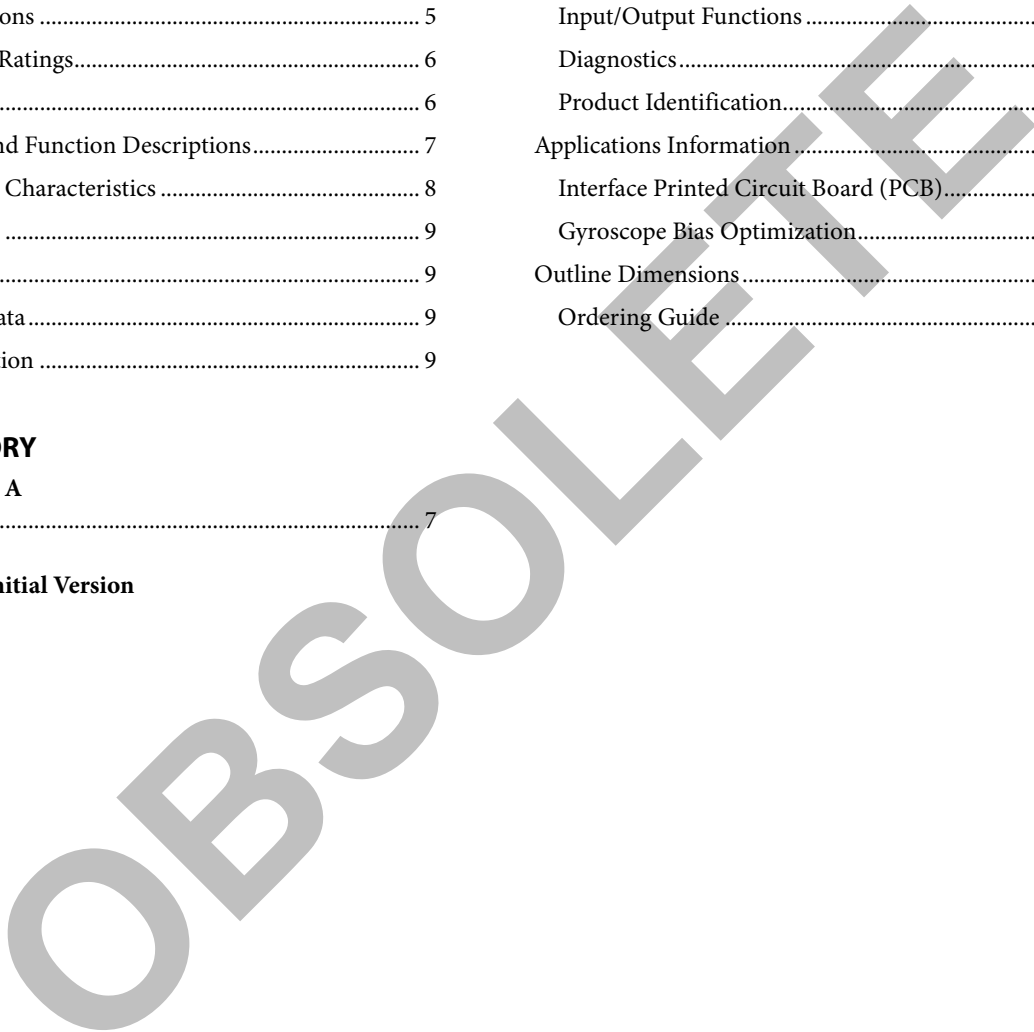 ons ........ 5
Ratings ........ 6
........ 6
nd Function Descriptions ........ 7
Characteristics ........ 8
........ 9
........ 9
ata ........ 9
tion ........ 9
ORY
A
........ 7
nitial Version
Input/Output Functions ........
Diagnostics ........
Product Identification ........
Applications Information ........
Interface Printed Circuit Board (PCB) ........
Gyroscope Bias Optimization ........
Outline Dimensions ........
Ordering Guide ........
OBSOLETE